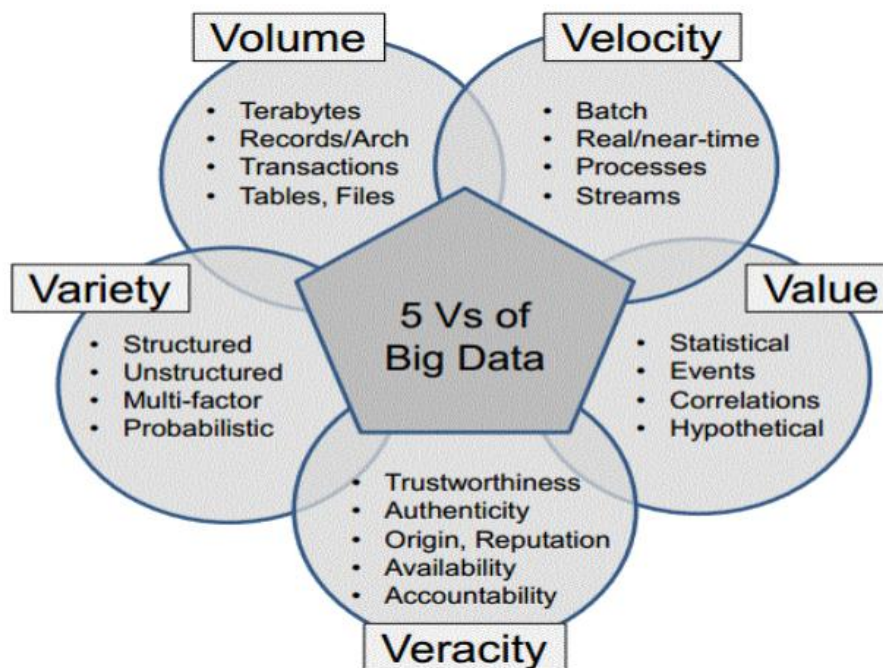 Volume
• Terabytes
• Records/Arch
• Transactions
• Tables, Files
Velocity
• Batch
• Real/near-time
• Processes
• Streams
Variety
• Structured
• Unstructured
• Multi-factor
• Probabilistic
5 Vs of
Big Data
Value
• Statistical
• Events
• Correlations
• Hypothetical
• Trustworthiness
• Authenticity
• Origin, Reputation
• Availability
• Accountability
Veracity